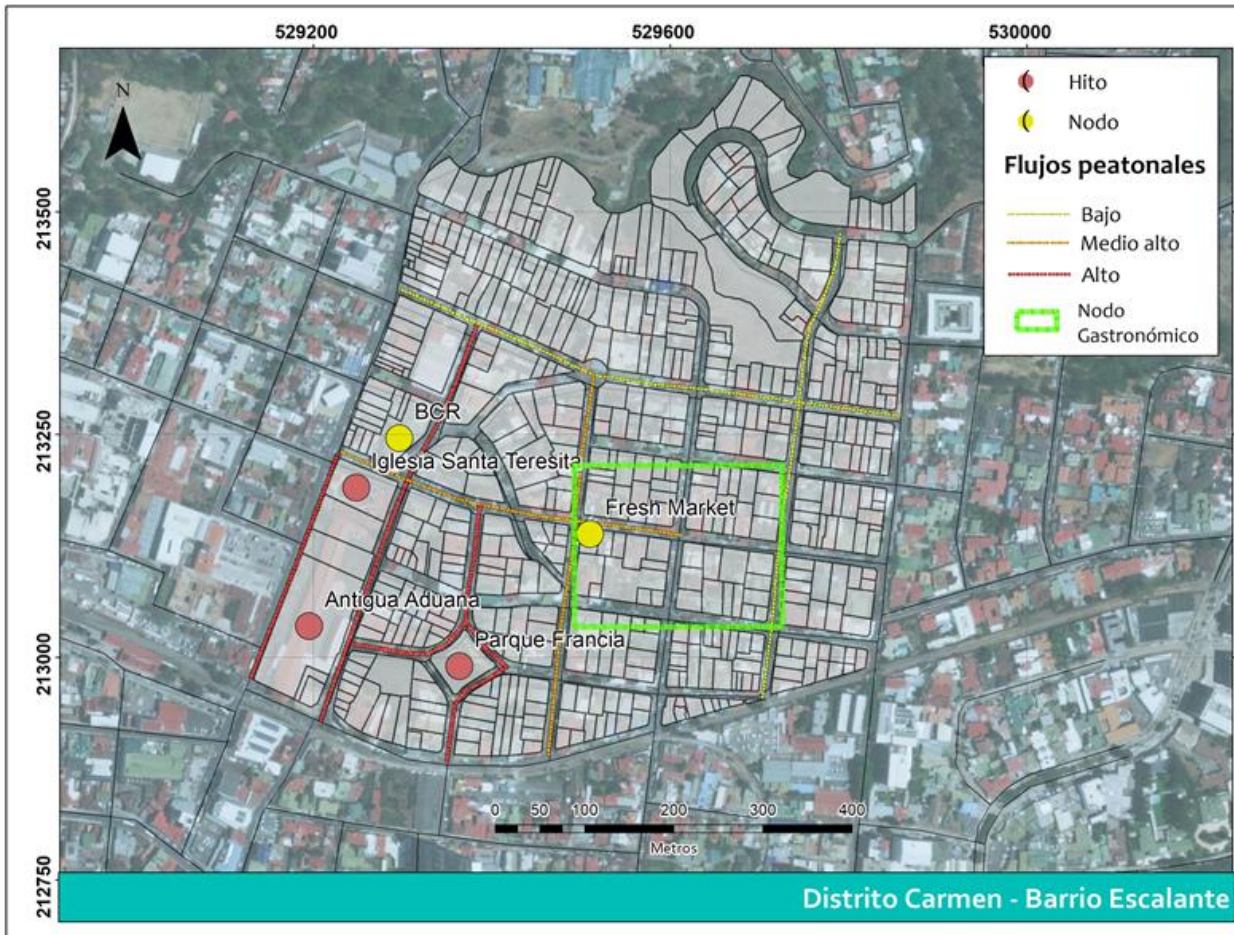 529200
529600
530000
N
Hito
Nodo
Flujos peatonales
Bajo
Medio alto
Alto
Nodo
Gastronómico
213500
213250
213000
212750
BCR
Iglesia Santa Teresita
Fresh Market
Antigua Aduana
Parque Francia
0 50 100 200 300 400
Metros
Distrito Carmen - Barrio Escalante